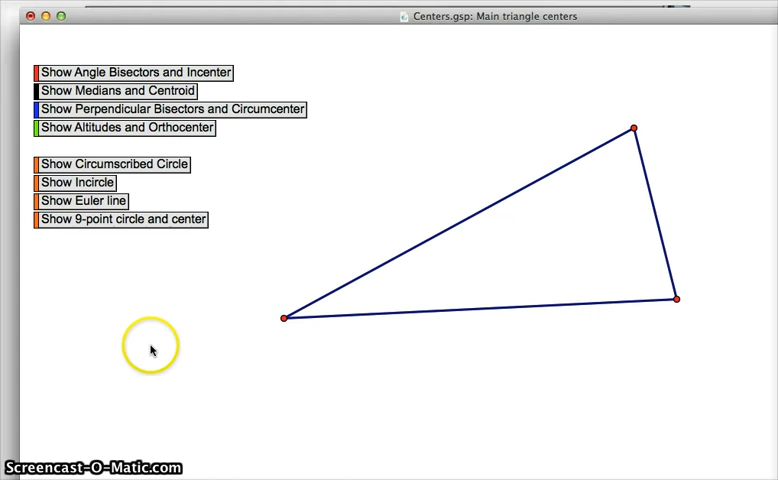 Centers.gsp: Main triangle centers
Show Angle Bisectors and Incenter
Show Medians and Centroid
Show Perpendicular Bisectors and Circumcenter
Show Altitudes and Orthocenter
Show Circumscribed Circle
Show Incircle
Show Euler line
Show 9-point circle and center
Screencast-O-Matic.com